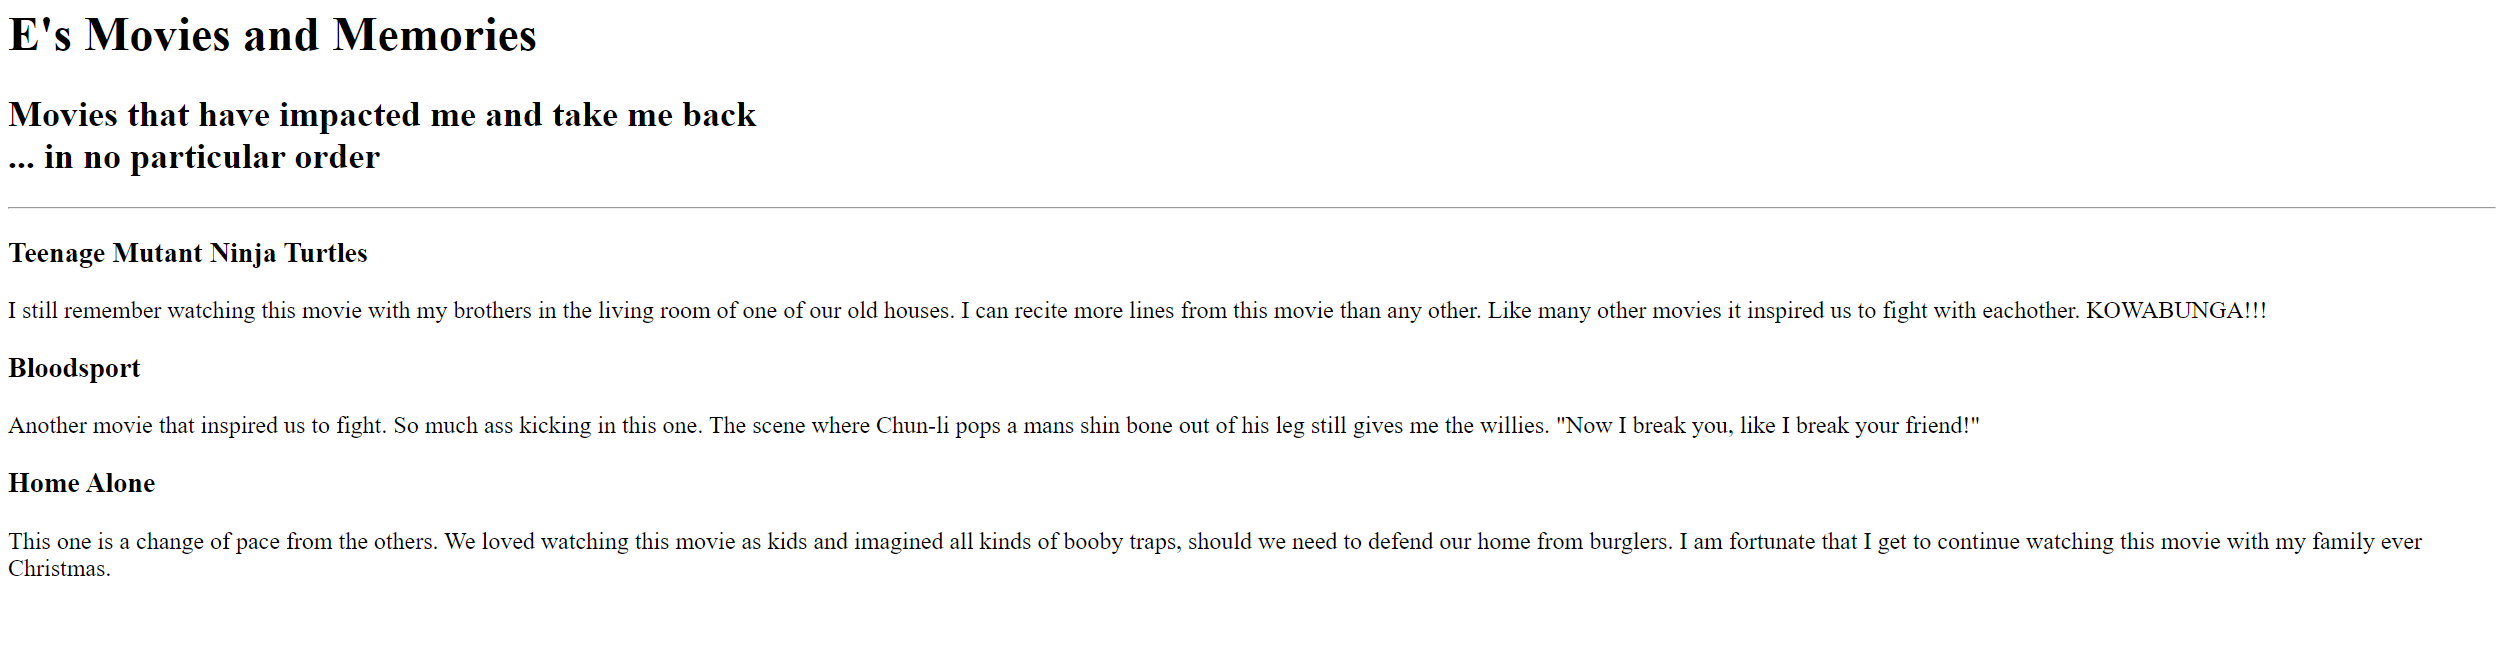 E's Movies and Memories
Movies that have impacted me and take me back
... in no particular order
Teenage Mutant Ninja Turtles
I still remember watching this movie with my brothers in the living room of one of our old houses. I can recite more lines from this movie than any other. Like many other movies it inspired us to fight with eachother. KOWABUNGA!!!
Bloodsport
Another movie that inspired us to fight. So much ass kicking in this one. The scene where Chun-li pops a mans shin bone out of his leg still gives me the willies. "Now I break you, like I break your friend!"
Home Alone
This one is a change of pace from the others. We loved watching this movie as kids and imagined all kinds of booby traps, should we need to defend our home from burglers. I am fortunate that I get to continue watching this movie with my family ever
Christmas.